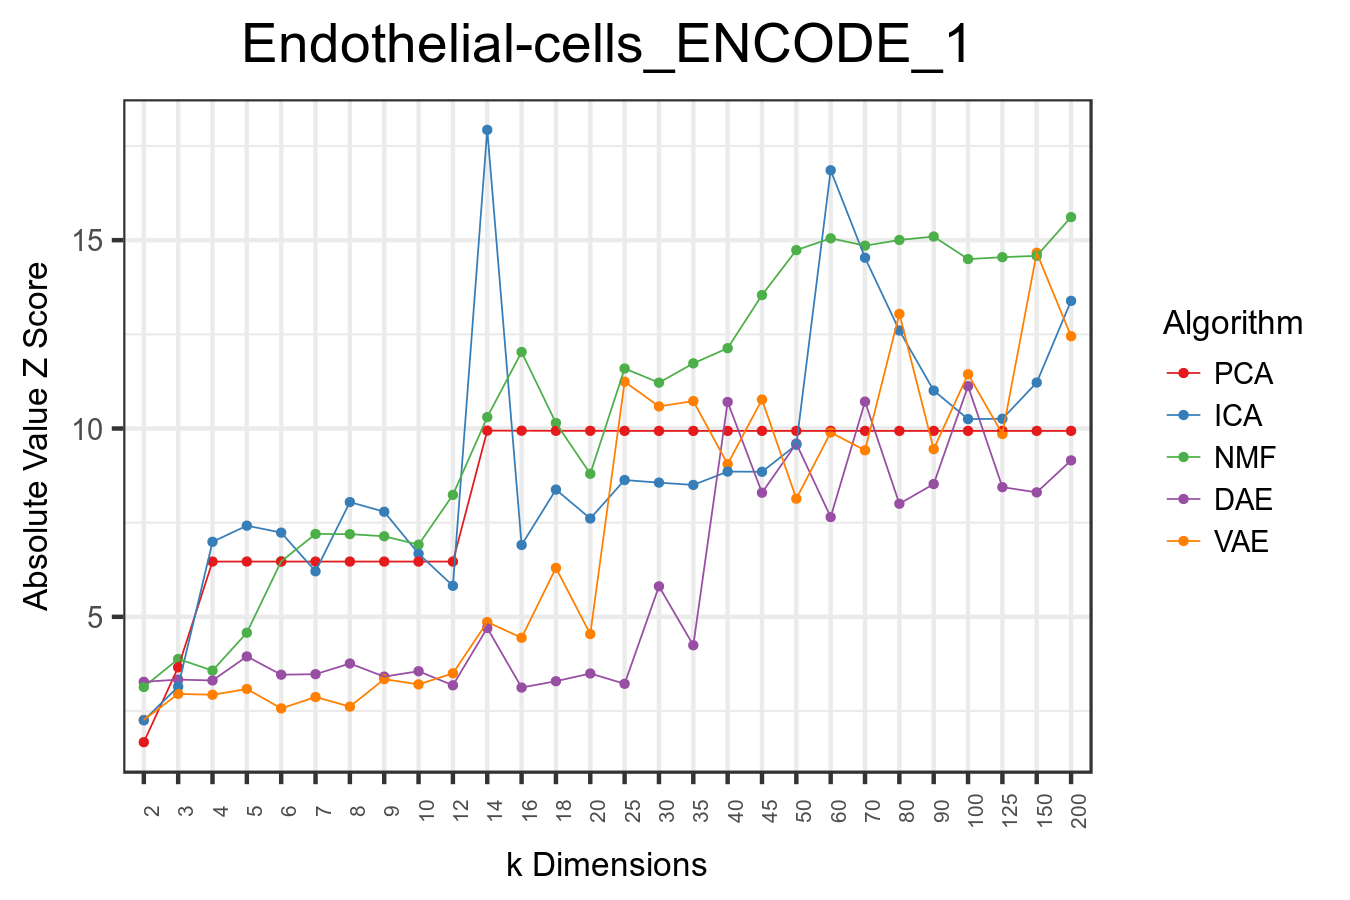 Endothelial-cells_ENCODE_1
Absolute Value Z Score
15
10
5
2 3 4 5 6 7 8 9 10 12 14 16 18 20 25 30 35 40 45 50 60 70 80 90 100 125 150 200
k Dimensions
Algorithm
PCA
ICA
NMF
DAE
VAE